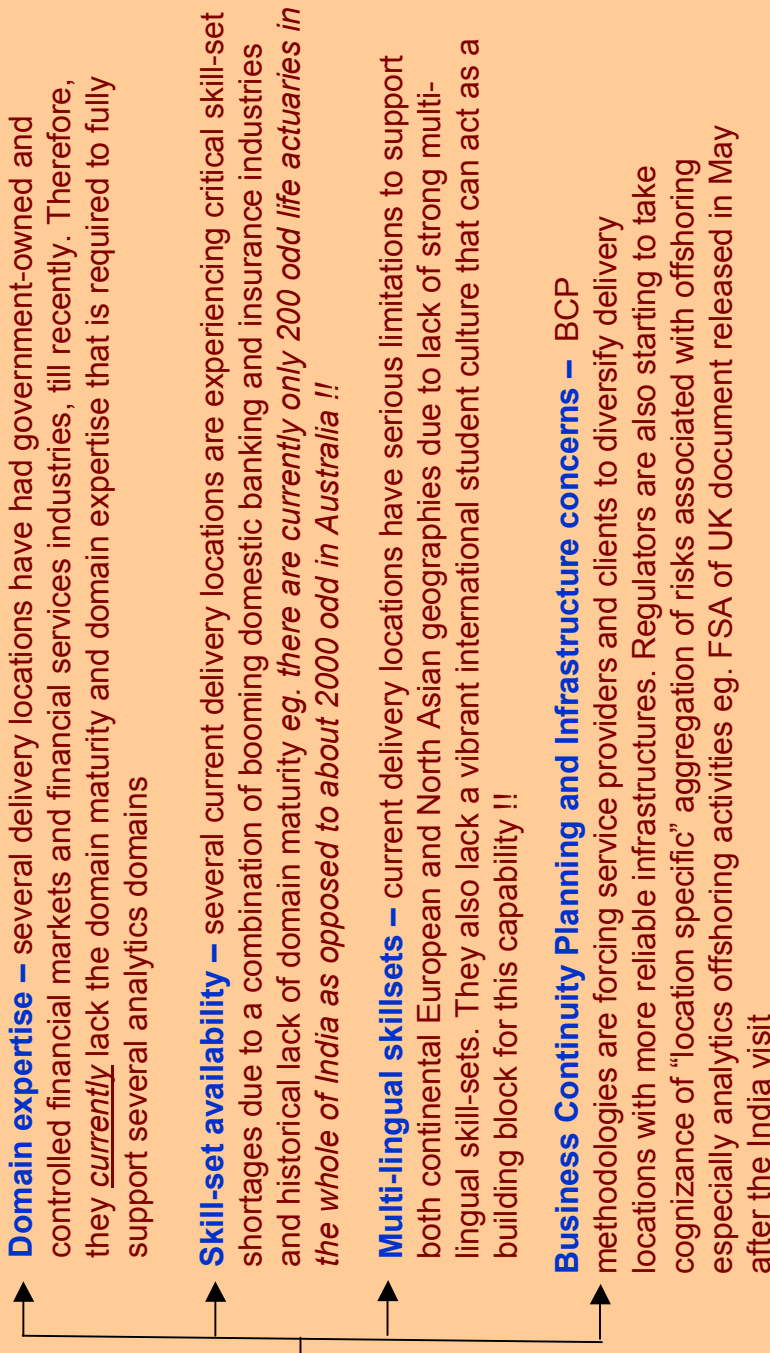 Domain expertise – several delivery locations have had government-owned and
controlled financial markets and financial services industries, till recently. Therefore,
they currently lack the domain maturity and domain expertise that is required to fully
support several analytics domains
Skill-set availability – several current delivery locations are experiencing critical skill-set
shortages due to a combination of booming domestic banking and insurance industries
and historical lack of domain maturity eg. there are currently only 200 odd life actuaries in
the whole of India as opposed to about 2000 odd in Australia !!
Multi-lingual skillsets – current delivery locations have serious limitations to support
both continental European and North Asian geographies due to lack of strong multi-
lingual skill-sets. They also lack a vibrant international student culture that can act as a
building block for this capability !!
Business Continuity Planning and Infrastructure concerns – BCP
methodologies are forcing service providers and clients to diversify delivery
locations with more reliable infrastructures. Regulators are also starting to take
cognizance of “location specific” aggregation of risks associated with offshoring
especially analytics offshoring activities eg. FSA of UK document released in May
after the India visit